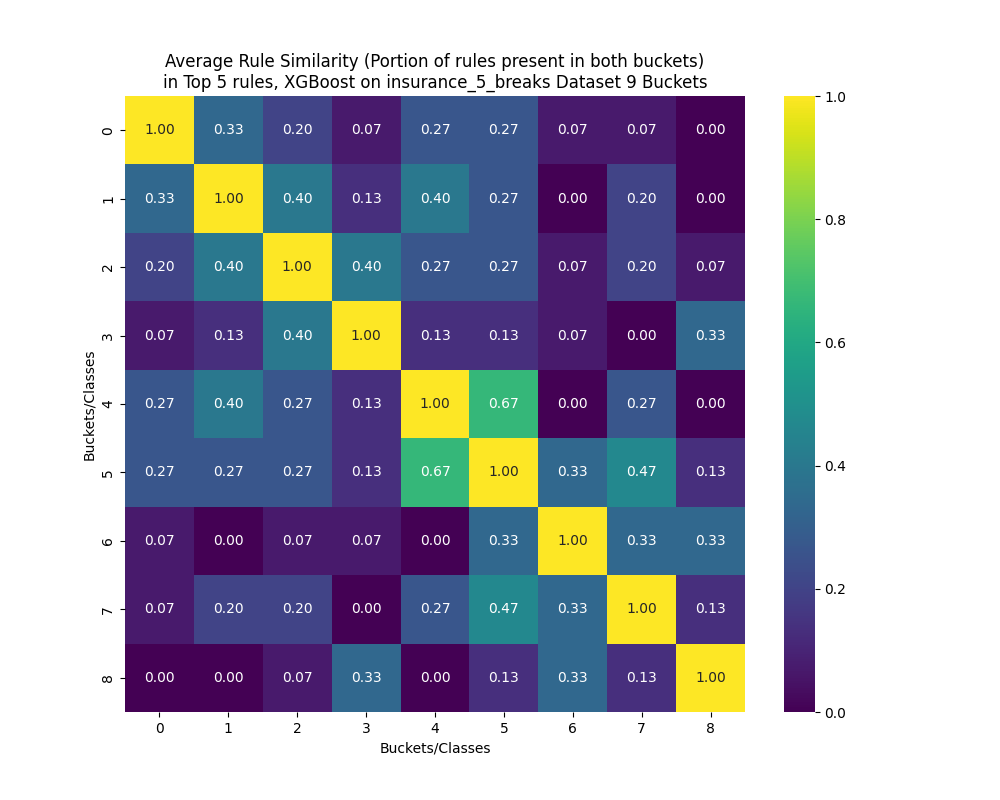 Average Rule Similarity (Portion of rules present in both buckets)
in Top 5 rules, XGBoost on insurance_5_breaks Dataset 9 Buckets
Buckets/Classes
0 1.00 0.33 0.20 0.07 0.27 0.27 0.07 0.07 0.00
1 0.33 1.00 0.40 0.13 0.40 0.27 0.00 0.20 0.00
2 0.20 0.40 1.00 0.40 0.27 0.27 0.07 0.20 0.07
3 0.07 0.13 0.40 1.00 0.13 0.13 0.07 0.00 0.33
4 0.27 0.40 0.27 0.13 1.00 0.67 0.00 0.27 0.00
5 0.27 0.27 0.27 0.13 0.67 1.00 0.33 0.47 0.13
6 0.07 0.00 0.07 0.07 0.00 0.33 1.00 0.33 0.33
7 0.07 0.20 0.20 0.00 0.27 0.47 0.33 1.00 0.13
8 0.00 0.00 0.07 0.33 0.00 0.13 0.33 0.13 1.00
0 1 2 3 4 5 6 7 8
Buckets/Classes
1.0
0.8
0.6
0.4
0.2
0.0